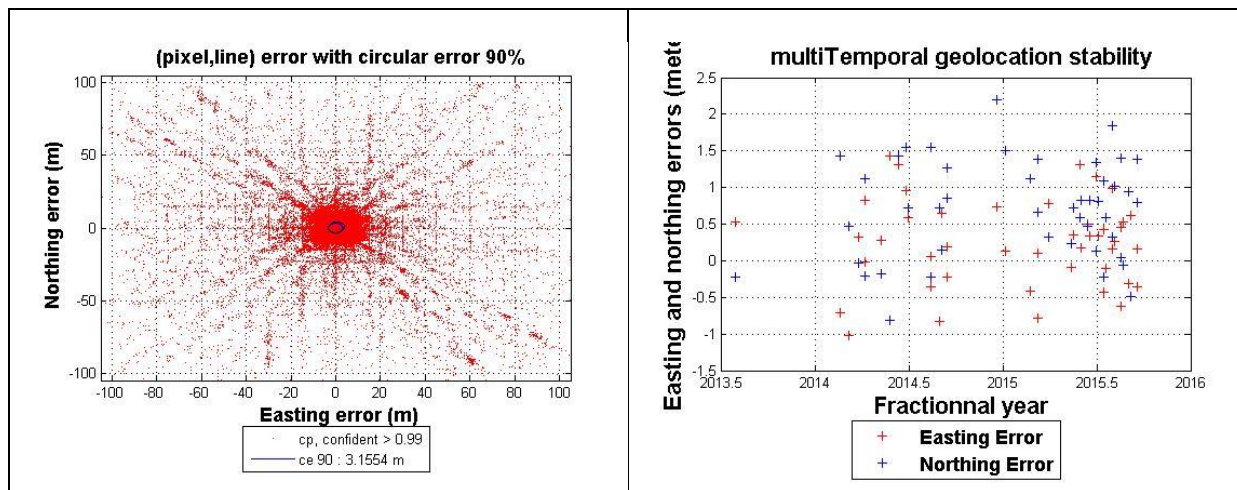 (pixel,line) error with circular error 90%
Northing error (m)
100
50
0
-50
-100
-100 -80 -60 -40 -20 0 20 40 60 80 100
Easting error (m)
cp, confident > 0.99
ce 90 : 3.1554 m
multiTemporal geolocation stability
Easting and northing errors (mete
2.5
2
1.5
1
0.5
0
-0.5
-1
-1.5
2013.5 2014 2014.5 2015 2015.5 2016
Fractionnal year
Easting Error
Northing Error